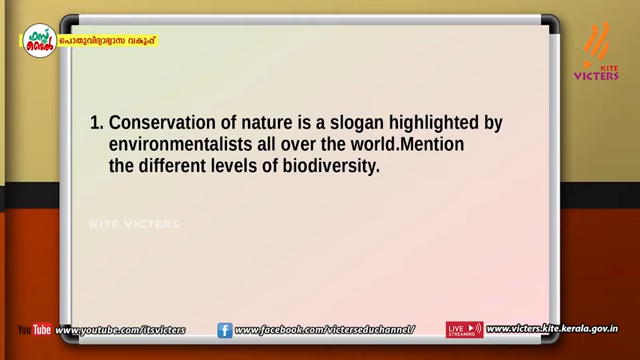 ഫസ്റ്റ് ബെൽ
പൊതുവിദ്യാഭ്യാസ വകുപ്പ്
KITE
VICTERS
1. Conservation of nature is a slogan highlighted by
environmentalists all over the world.Mention
the different levels of biodiversity.
KITE VICTERS
YouTube www.youtube.com/itsvicters
f www.facebook.com/victerseduchannel/
LIVE STREAMING www.victers.kite.kerala.gov.in